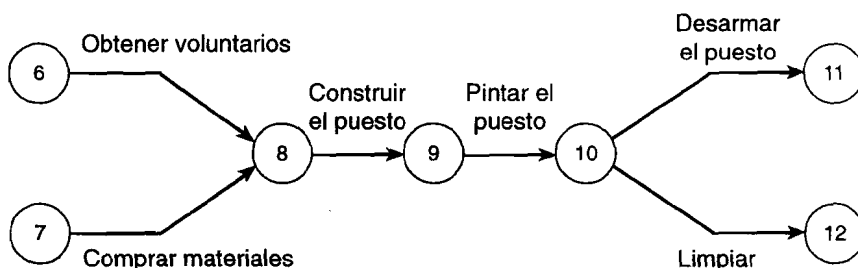 Obtener voluntarios
Desarmar
el puesto
6
11
Construir
el puesto
Pintar el
puesto
8
9
10
7
12
Comprar materiales
Limpiar